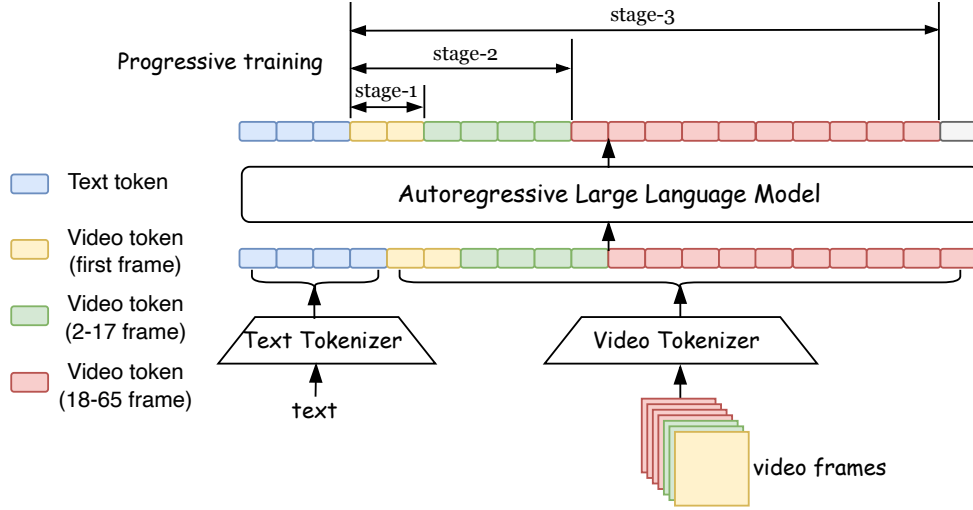 stage-3
stage-2
Progressive training
stage-1
Text token
Autoregressive Large Language Model
Video token
(first frame)
Video token
(2-17 frame)
Text Tokenizer
Video Tokenizer
Video token
(18-65 frame)
text
video frames